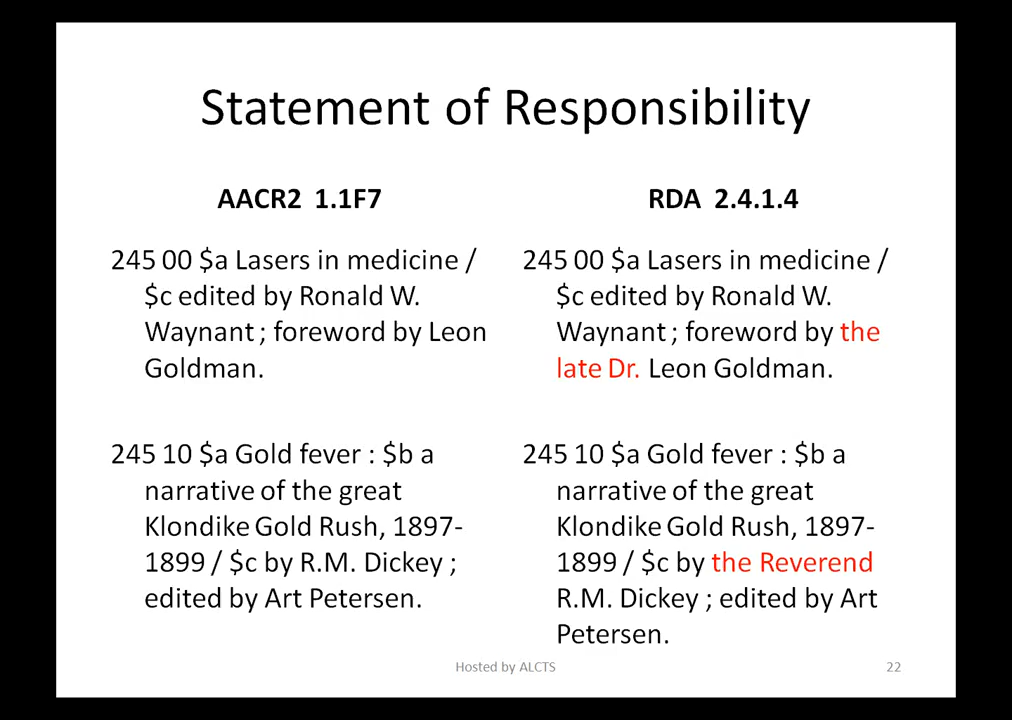 Statement of Responsibility
AACR2 1.1F7
245 00 $a Lasers in medicine /
$c edited by Ronald W.
Waynant ; foreword by Leon
Goldman.
245 10 $a Gold fever : $b a
narrative of the great
Klondike Gold Rush, 1897-
1899 / $c by R.M. Dickey ;
edited by Art Petersen.
RDA 2.4.1.4
245 00 $a Lasers in medicine /
$c edited by Ronald W.
Waynant ; foreword by the
late Dr. Leon Goldman.
245 10 $a Gold fever : $b a
narrative of the great
Klondike Gold Rush, 1897-
1899 / $c by the Reverend
R.M. Dickey ; edited by Art
Petersen.
Hosted by ALCTS
22